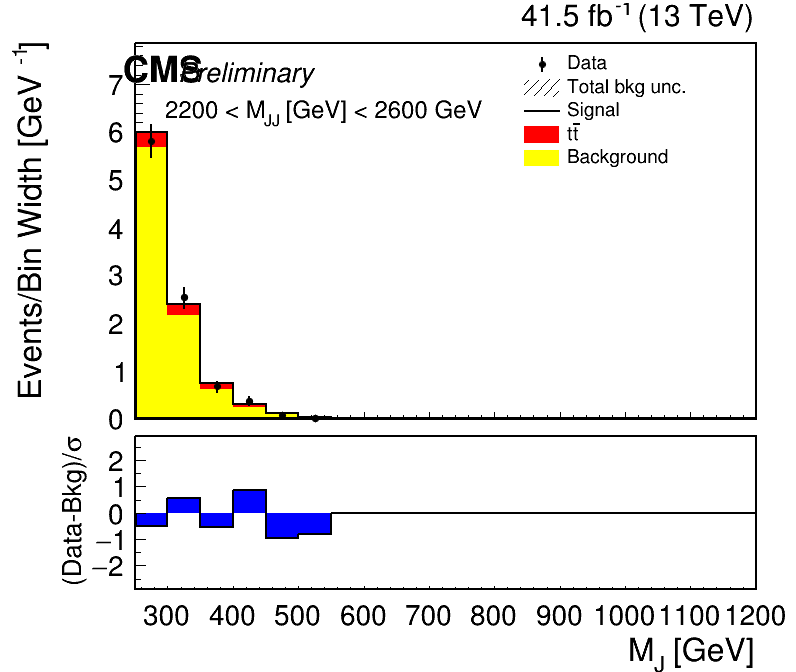 41.5 fb⁻¹ (13 TeV)
CMS Preliminary
2200 < M_JJ [GeV] < 2600 GeV
Data
Total bkg unc.
Signal
tt̄
Background
Events/Bin Width [GeV⁻¹]
7
6
5
4
3
2
1
0
(Data-Bkg)/σ
2
1
0
−1
−2
300 400 500 600 700 800 900 1000 1100 1200
M_J [GeV]